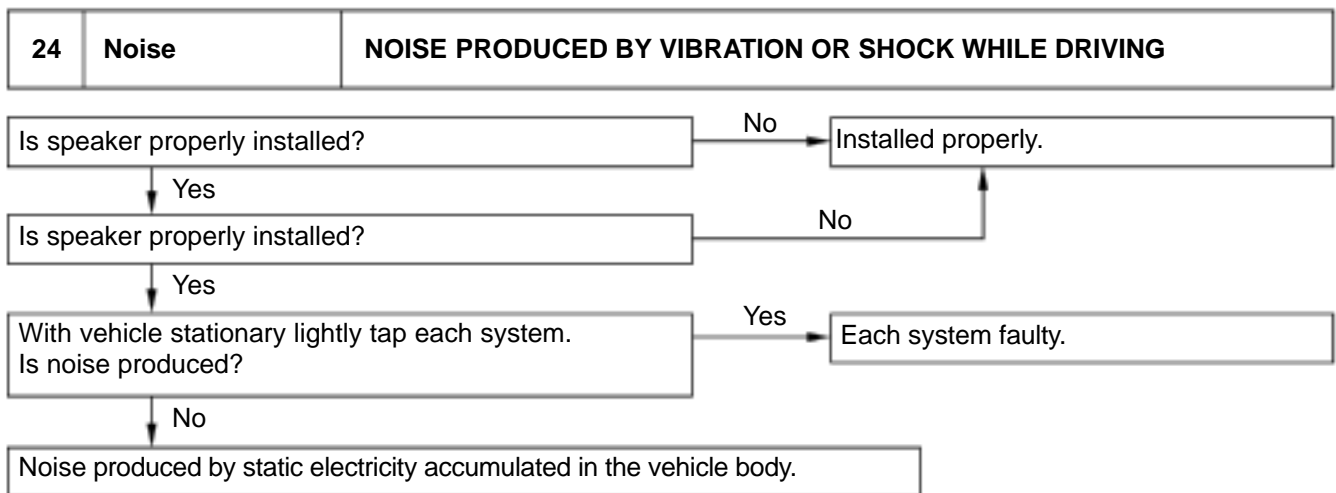 24 Noise NOISE PRODUCED BY VIBRATION OR SHOCK WHILE DRIVING
Is speaker properly installed?
No
Installed properly.
Yes
Is speaker properly installed?
No
Yes
With vehicle stationary lightly tap each system.
Is noise produced?
Yes
Each system faulty.
No
Noise produced by static electricity accumulated in the vehicle body.